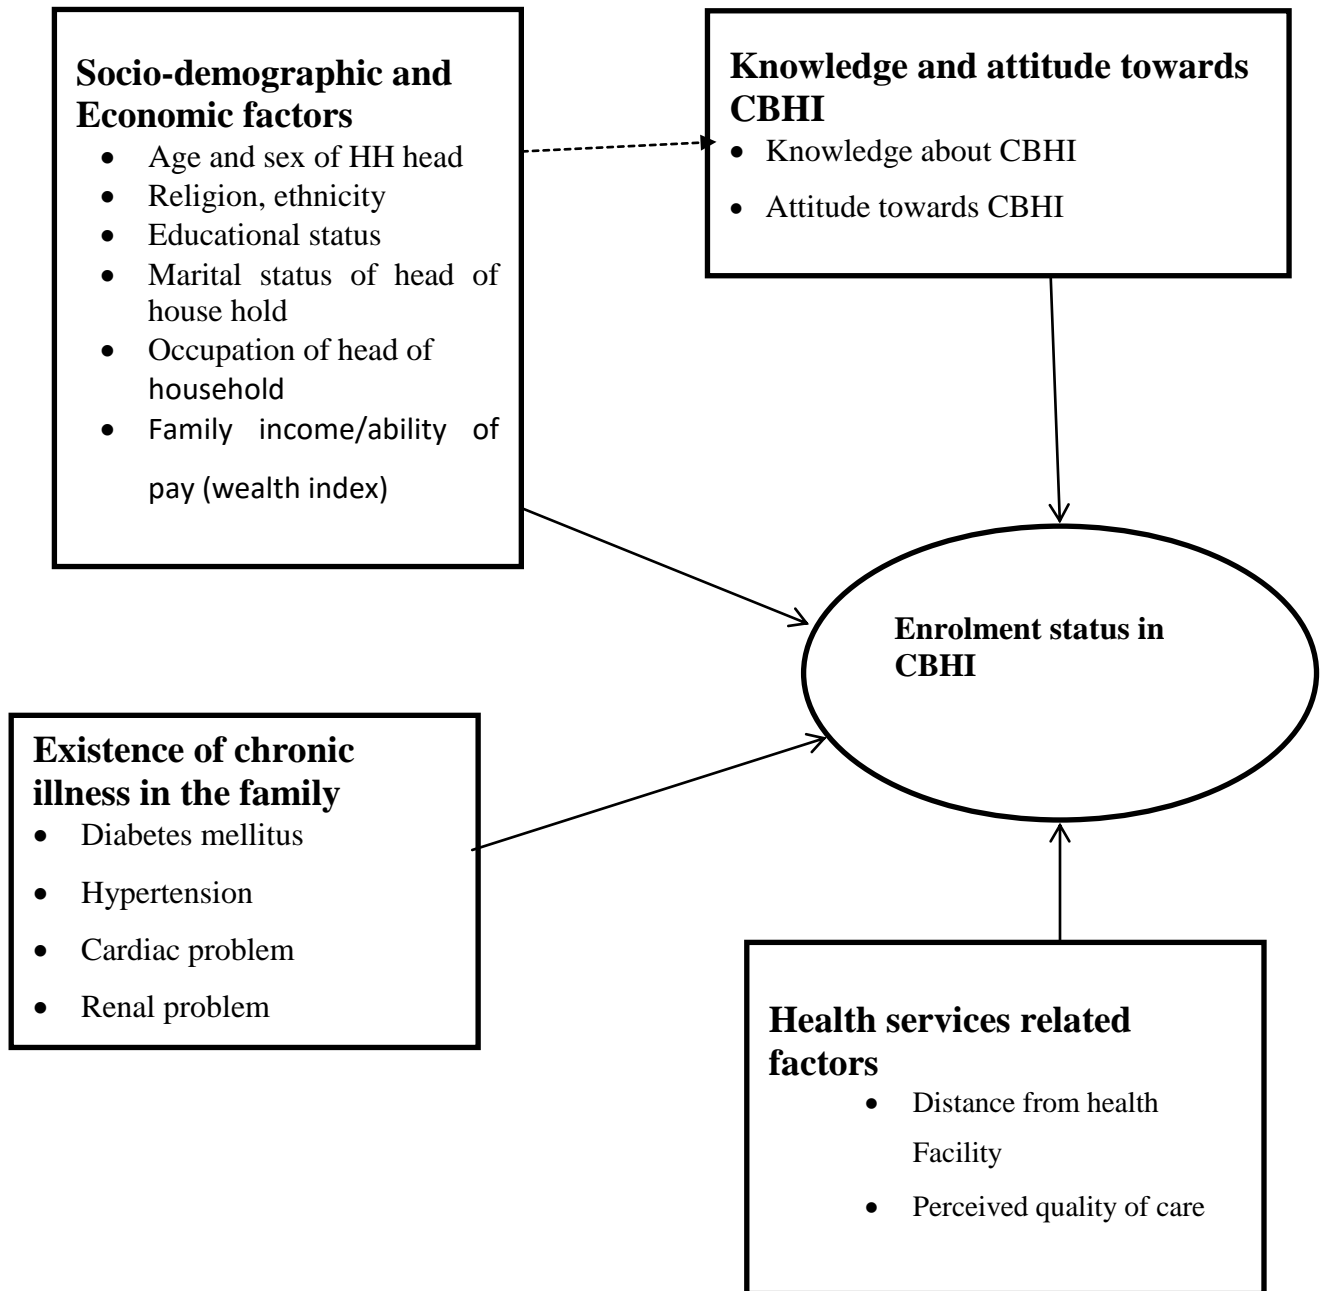 Socio-demographic and
Economic factors
• Age and sex of HH head
• Religion, ethnicity
• Educational status
• Marital status of head of
house hold
• Occupation of head of
household
• Family income/ability of
pay (wealth index)
Knowledge and attitude towards
CBHI
• Knowledge about CBHI
• Attitude towards CBHI
Enrolment status in
CBHI
Existence of chronic
illness in the family
• Diabetes mellitus
• Hypertension
• Cardiac problem
• Renal problem
Health services related
factors
• Distance from health
Facility
• Perceived quality of care